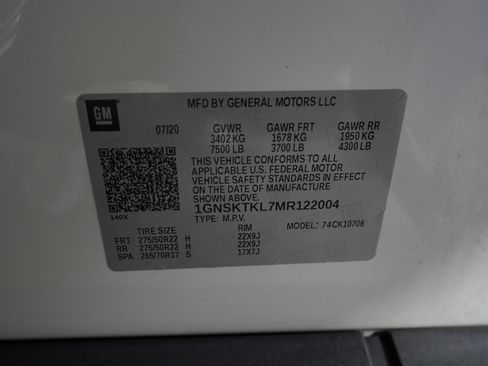 GM
MFD BY GENERAL MOTORS LLC
07/20 GVWR GAWR FRT GAWR RR
3402 KG 1678 KG 1950 KG
7500 LB 3700 LB 4300 LB
THIS VEHICLE CONFORMS TO ALL
APPLICABLE U.S. FEDERAL MOTOR
VEHICLE SAFETY STANDARDS IN EFFECT
ON THE DATE OF MANUFACTURE SHOWN ABOVE.
1GNSKTKL7MR122004
140X
TYPE: M.P.V. MODEL: 74CK10706
TIRE SIZE RIM
FRT 275/50R22 H 22X9J
RR 275/50R22 H 22X9J
SPA 265/70R17 S 17X7J